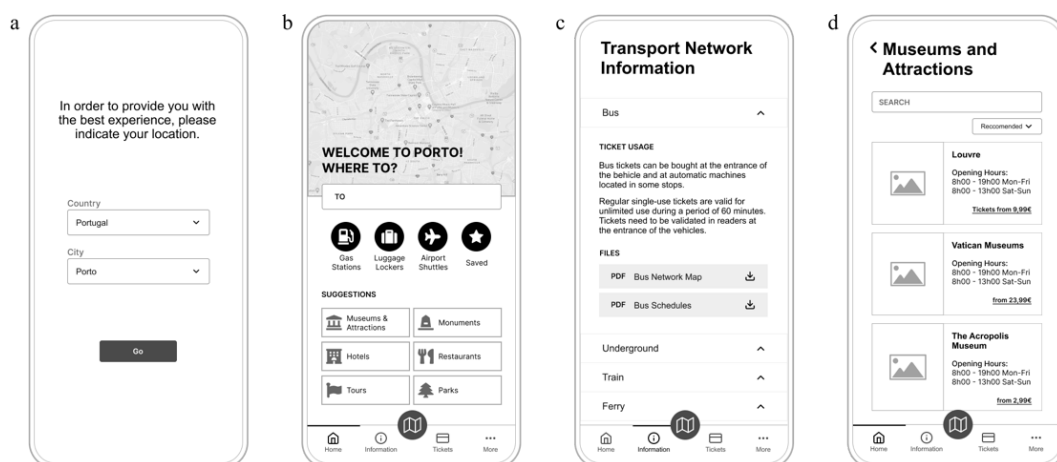 a
In order to provide you with
the best experience, please
indicate your location.
Country
Portugal
City
Porto
Go
b
WELCOME TO PORTO!
WHERE TO?
TO
Gas
Stations
Luggage
Lockers
Airport
Shuttles
Saved
SUGGESTIONS
Museums &
Attractions
Monuments
Hotels
Restaurants
Tours
Parks
Home
Information
Tickets
More
c
Transport Network
Information
Bus
TICKET USAGE
Bus tickets can be bought at the entrance of
the behicle and at automatic machines
located in some stops.
Regular single-use tickets are valid for
unlimited use during a period of 60 minutes.
Tickets need to be validated in readers at
the entrance of the vehicles.
FILES
PDF Bus Network Map
PDF Bus Schedules
Underground
Train
Ferry
Home
Information
Tickets
More
d
Museums and
Attractions
SEARCH
Reccomended
Louvre
Opening Hours:
8h00 - 19h00 Mon-Fri
8h00 - 13h00 Sat-Sun
Tickets from 9,99€
Vatican Museums
Opening Hours:
8h00 - 19h00 Mon-Fri
8h00 - 13h00 Sat-Sun
from 23,99€
The Acropolis
Museum
Opening Hours:
8h00 - 19h00 Mon-Fri
8h00 - 13h00 Sat-Sun
from 2,99€
Home
Information
Tickets
More